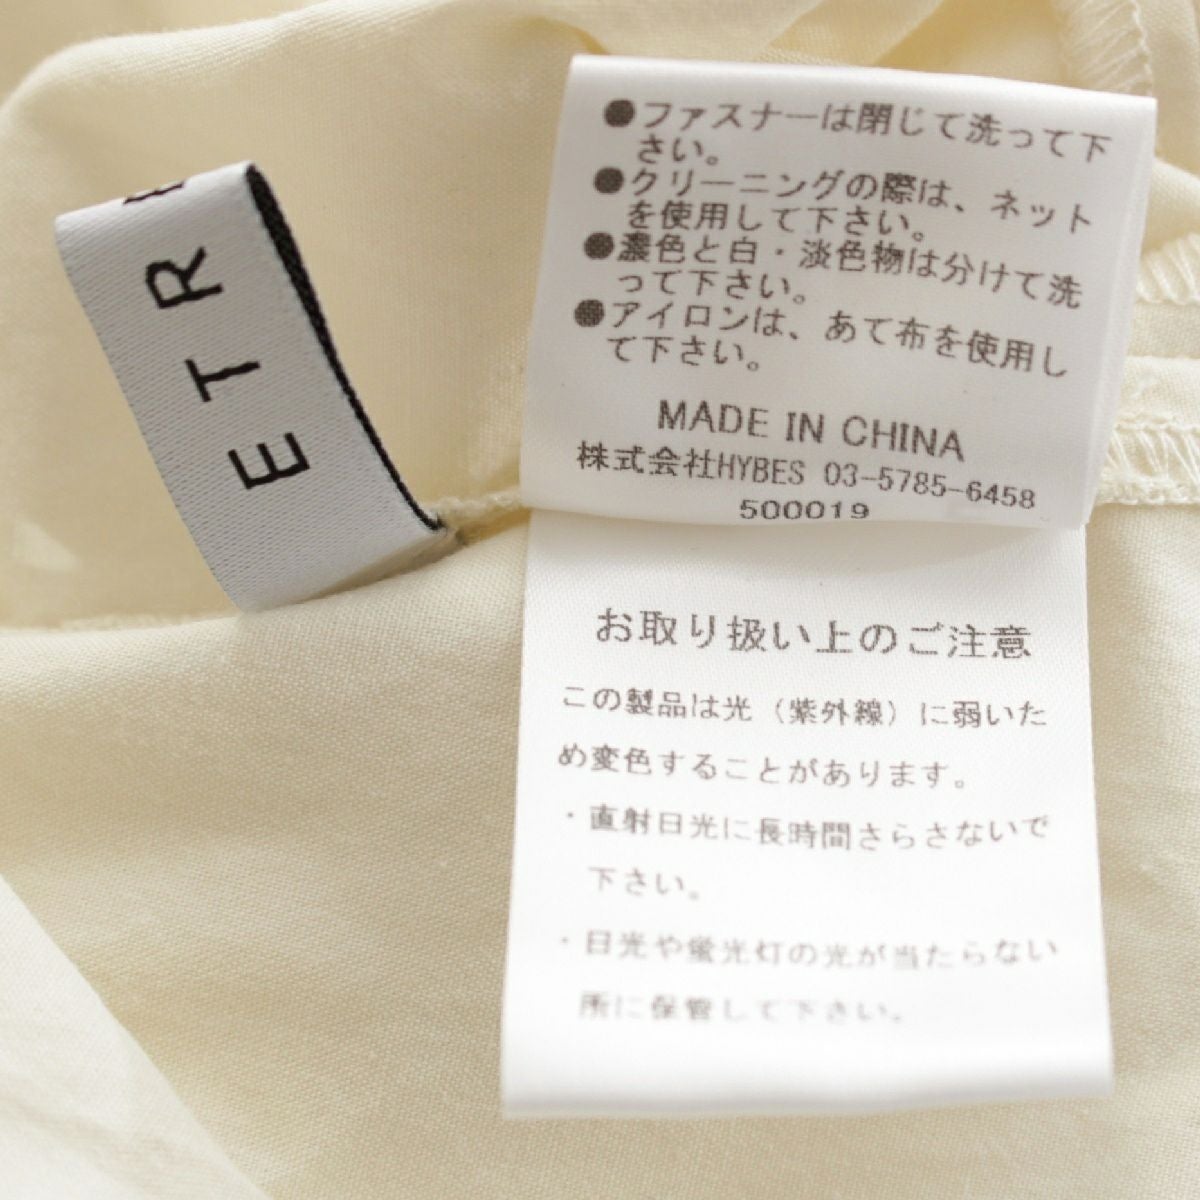 ETR
●ファスナーは閉じて洗って下
さい。
●クリーニングの際は、ネット
を使用して下さい。
●濃色と白・淡色物は分けて洗
って下さい。
●アイロンは、あて布を使用し
て下さい。
MADE IN CHINA
株式会社HYBES 03-5785-6458
500019
お取り扱い上のご注意
この製品は光（紫外線）に弱いた
め変色することがあります。
・直射日光に長時間さらさないで
下さい。
・日光や蛍光灯の光が当たらない
所に保管して下さい。